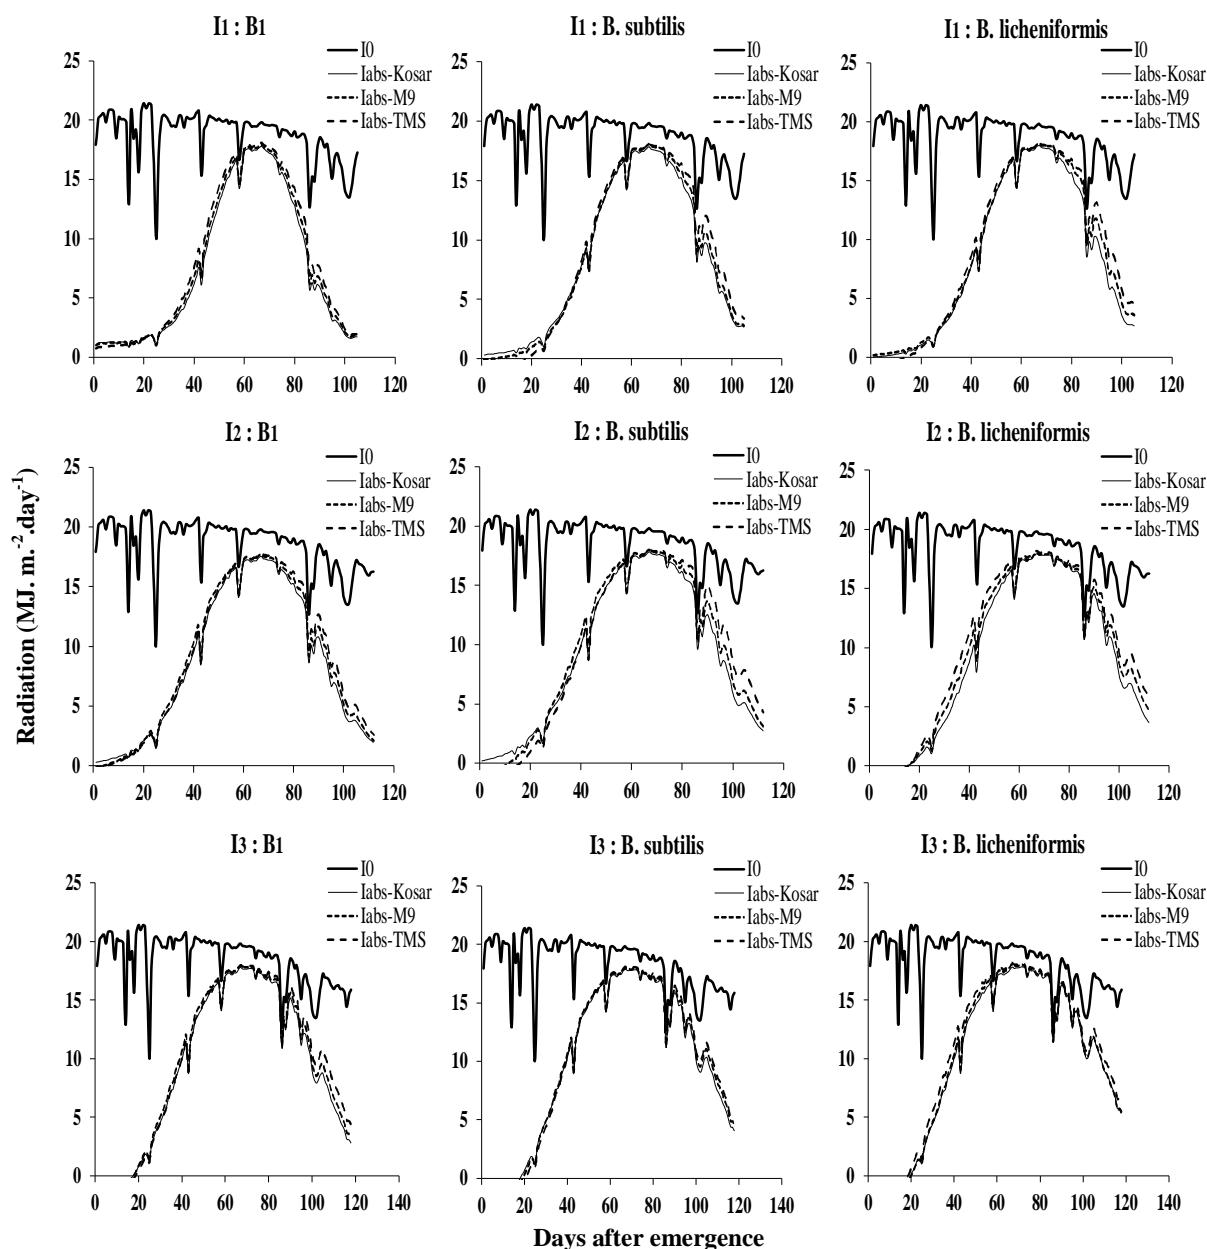 I1 : B1
I0
Iabs-Kosar
Iabs-M9
Iabs-TMS
25
20
15
10
5
0
0 20 40 60 80 100 120
I1 : B. subtilis
I0
Iabs-Kosar
Iabs-M9
Iabs-TMS
25
20
15
10
5
0
0 20 40 60 80 100 120
I1 : B. licheniformis
I0
Iabs-Kosar
Iabs-M9
Iabs-TMS
25
20
15
10
5
0
0 20 40 60 80 100 120
Radiation (MJ. m.-2.day-1)
I2 : B1
I0
Iabs-Kosar
Iabs-M9
Iabs-TMS
25
20
15
10
5
0
0 20 40 60 80 100 120
I2 : B. subtilis
I0
Iabs-Kosar
Iabs-M9
Iabs-TMS
25
20
15
10
5
0
0 20 40 60 80 100 120
I2 : B. licheniformis
I0
Iabs-Kosar
Iabs-M9
Iabs-TMS
25
20
15
10
5
0
0 20 40 60 80 100 120
I3 : B1
I0
Iabs-Kosar
Iabs-M9
Iabs-TMS
25
20
15
10
5
0
0 20 40 60 80 100 120 140
I3 : B. subtilis
I0
Iabs-Kosar
Iabs-M9
Iabs-TMS
25
20
15
10
5
0
0 20 40 60 80 100 120 140
I3 : B. licheniformis
I0
Iabs-Kosar
Iabs-M9
Iabs-TMS
25
20
15
10
5
0
0 20 40 60 80 100 120 140
Days after emergence